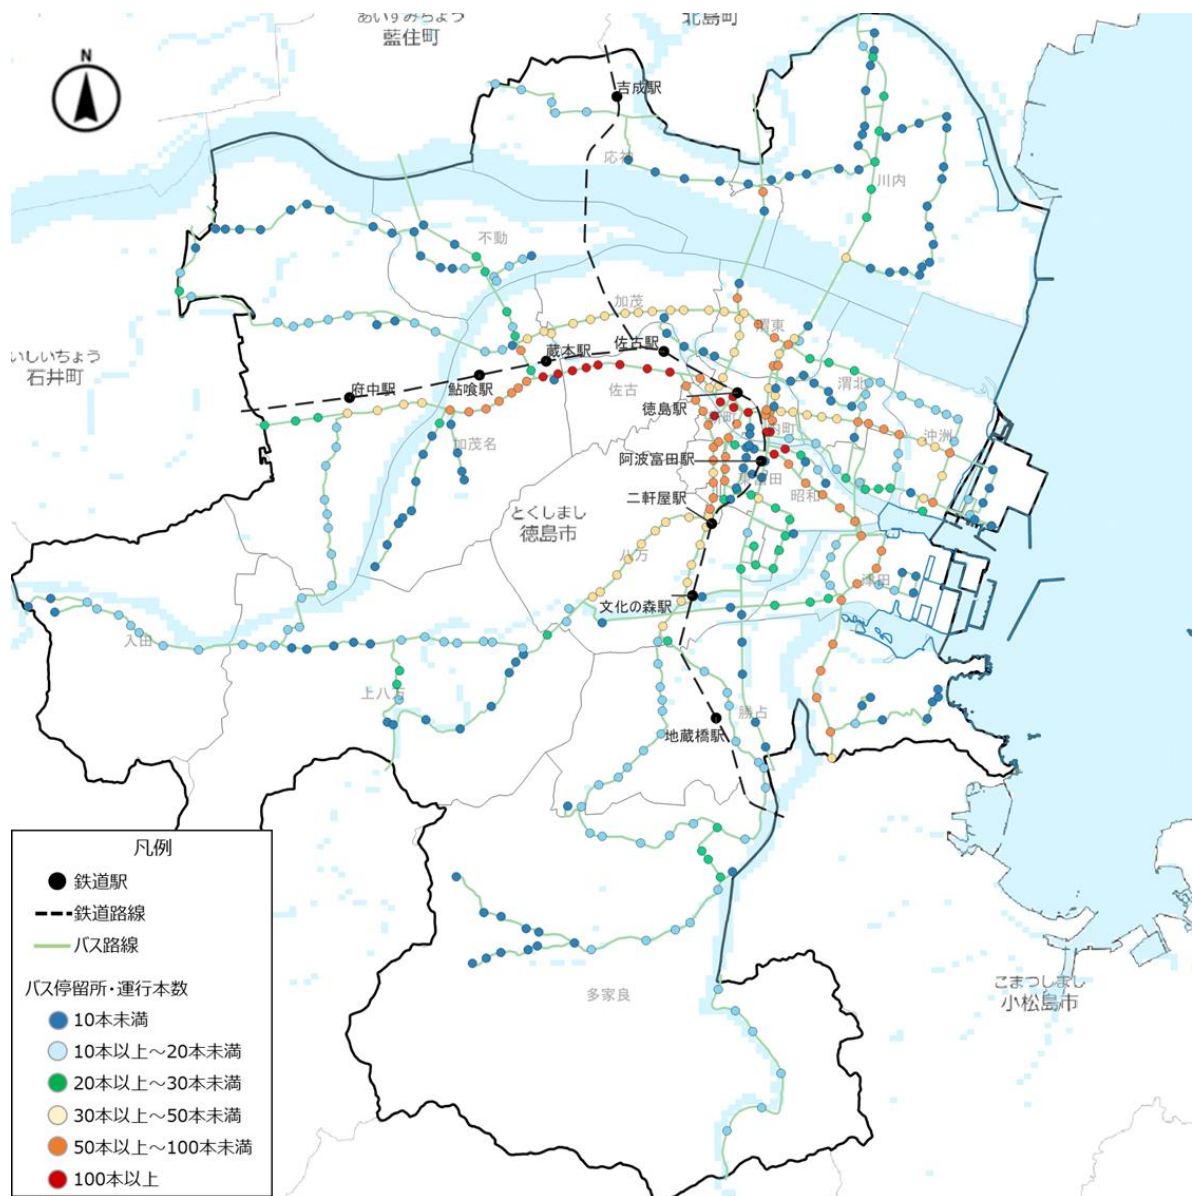 あいずみちょう
藍住町
北島町
N
吉成駅
応神
川内
不動
加茂
渭東
蔵本駅
佐古駅
いしいちょう
石井町
府中駅
鮎喰駅
佐古
渭北
徳島駅
内町
沖洲
加茂名
阿波富田駅
東富田
昭和
二軒屋駅
とくしまし
徳島市
八万
津田
文化の森駅
入田
上八万
勝占
地蔵橋駅
多家良
こまつしまし
小松島市
凡例
鉄道駅
鉄道路線
バス路線
バス停留所・運行本数
10本未満
10本以上～20本未満
20本以上～30本未満
30本以上～50本未満
50本以上～100本未満
100本以上